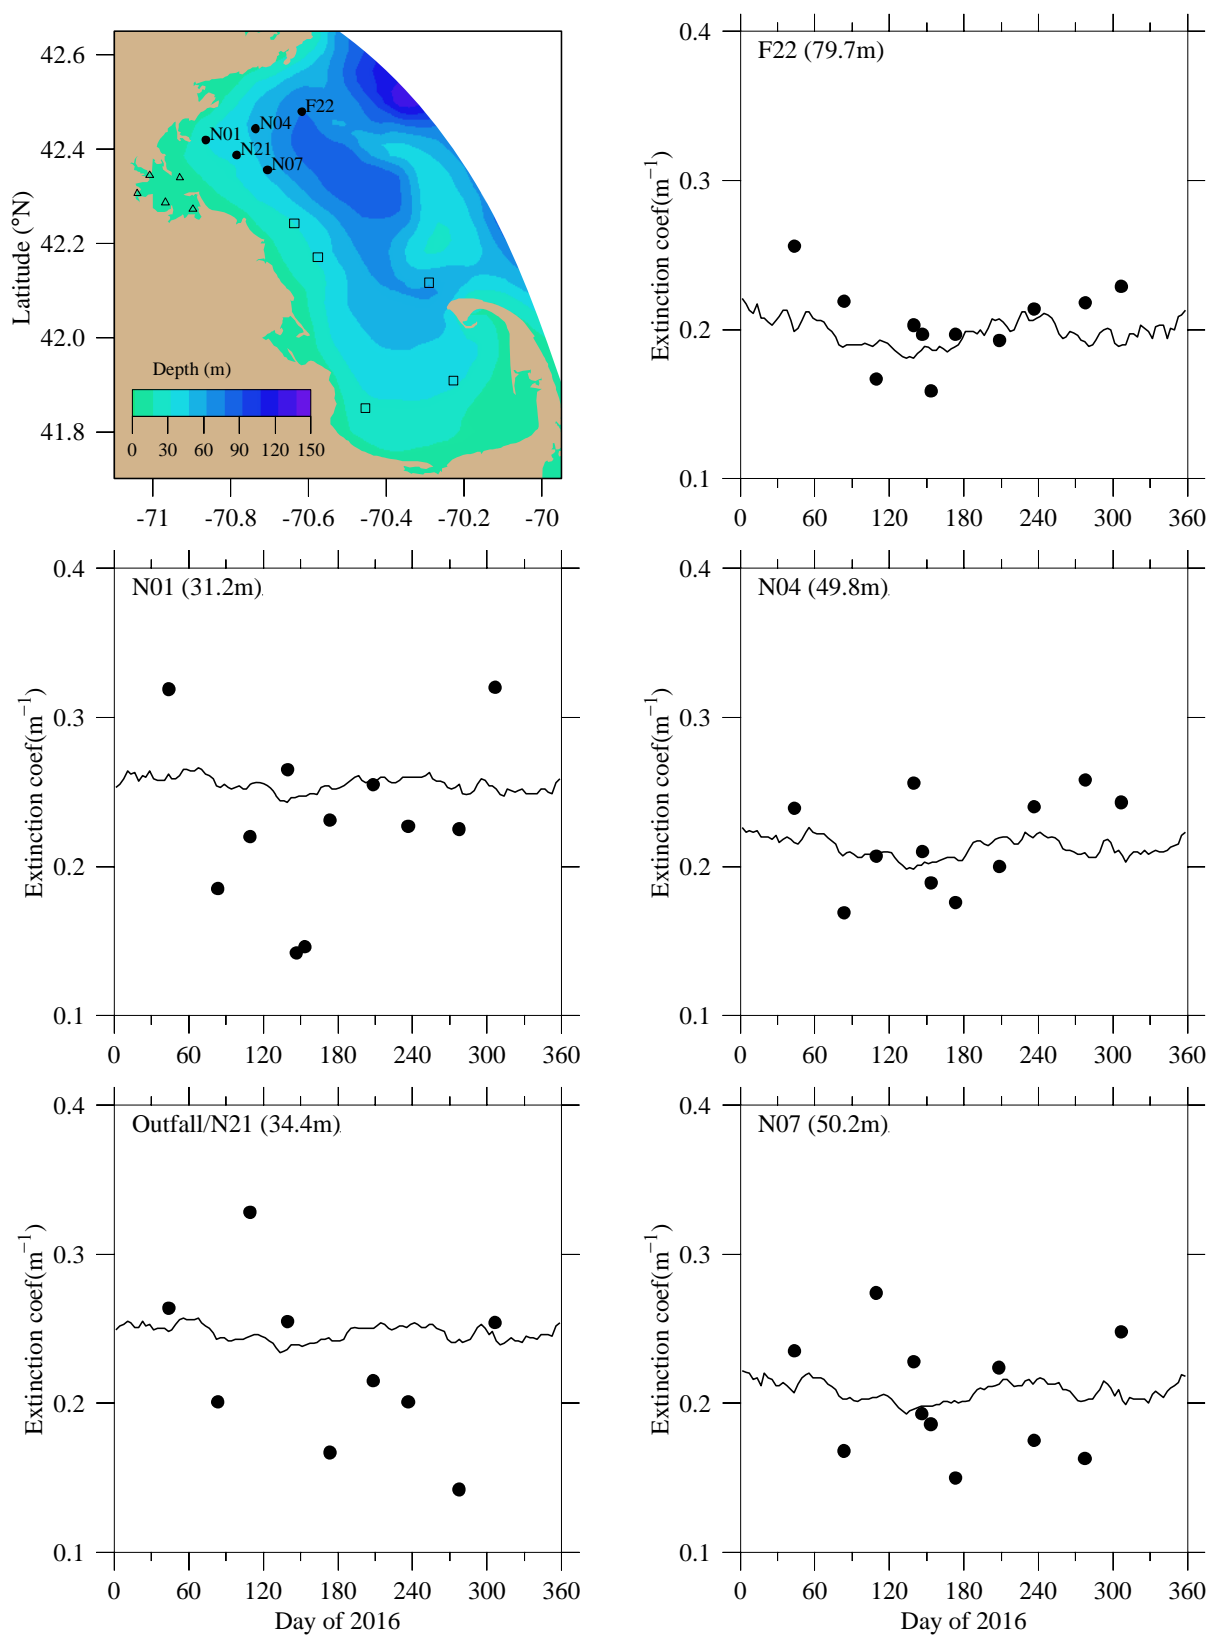 42.6
42.4
42.2
42.0
41.8
Latitude (°N)
F22
N04
N01
N21
N07
Depth (m)
0 30 60 90 120 150
-71 -70.8 -70.6 -70.4 -70.2 -70
F22 (79.7m)
0.4
0.3
0.2
0.1
Extinction coef(m−1)
0 60 120 180 240 300 360
N01 (31.2m)
0.4
0.3
0.2
0.1
Extinction coef(m−1)
0 60 120 180 240 300 360
N04 (49.8m)
0.4
0.3
0.2
0.1
Extinction coef(m−1)
0 60 120 180 240 300 360
Outfall/N21 (34.4m)
0.4
0.3
0.2
0.1
Extinction coef(m−1)
0 60 120 180 240 300 360
Day of 2016
N07 (50.2m)
0.4
0.3
0.2
0.1
Extinction coef(m−1)
0 60 120 180 240 300 360
Day of 2016